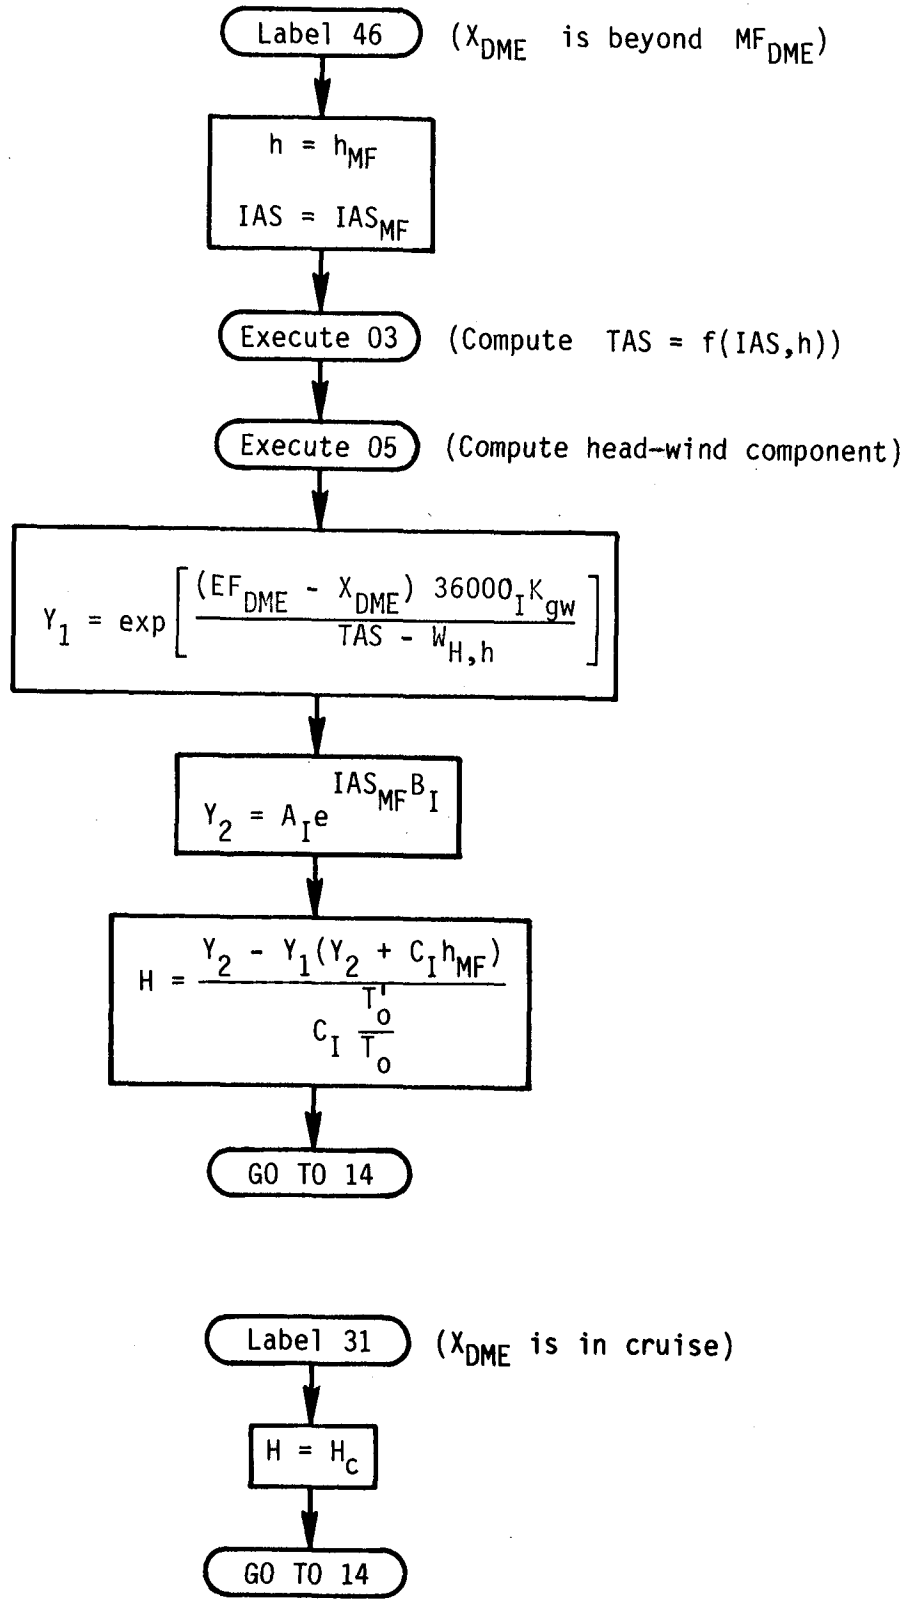 Label 46 (X_DME is beyond MF_DME)
h = h_MF
IAS = IAS_MF
Execute 03 (Compute TAS = f(IAS,h))
Execute 05 (Compute head-wind component)
Y_1 = exp[(EF_DME - X_DME) 36000_I K_gw / TAS - W_H,h]
Y_2 = A_I e^IAS_MF B_I
H = Y_2 - Y_1(Y_2 + C_I h_MF) / C_I T'_o / T_o
GO TO 14
Label 31 (X_DME is in cruise)
H = H_c
GO TO 14